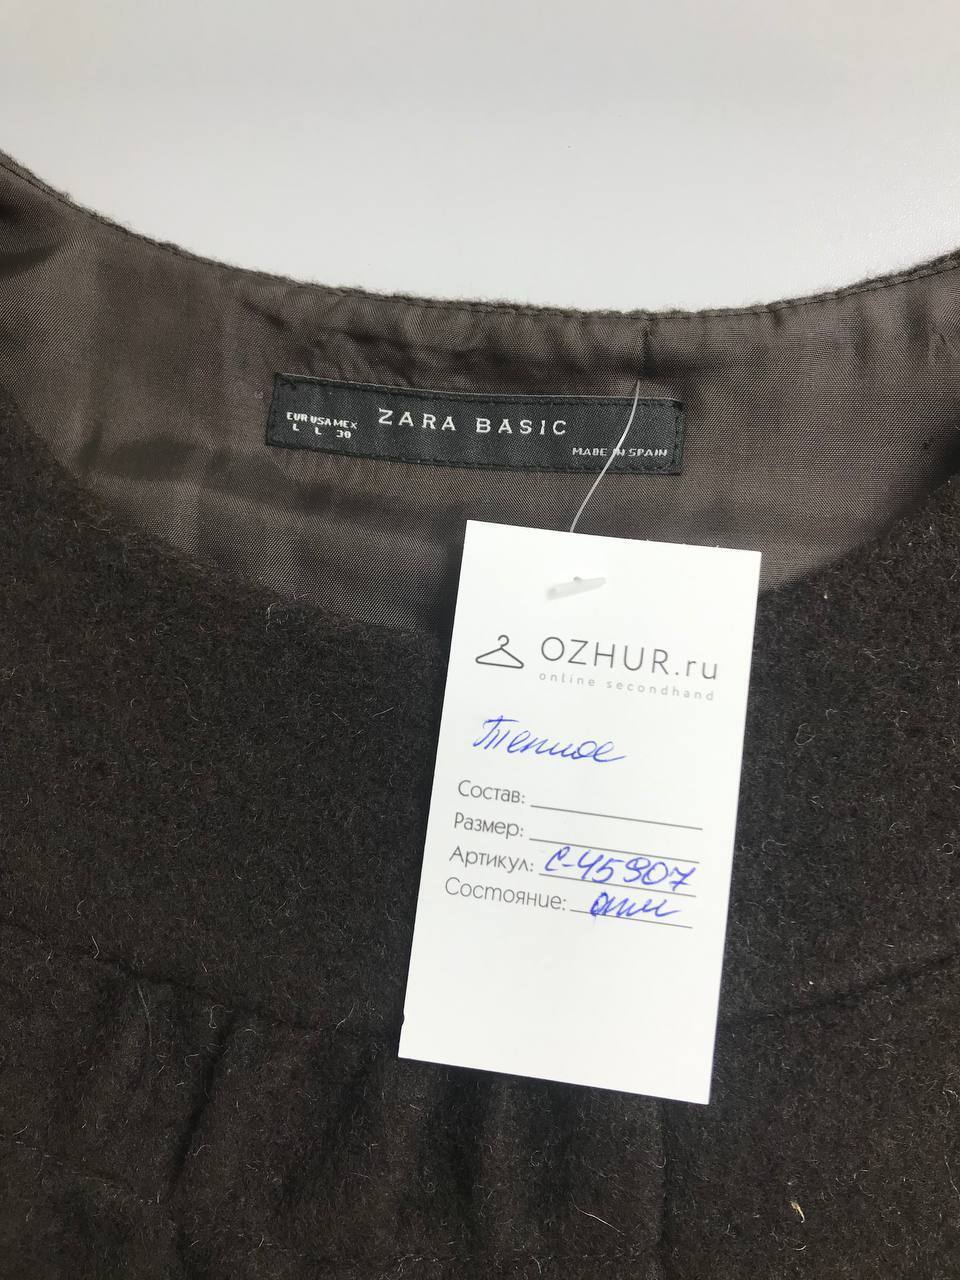 EUR USA MEX
L L 30
ZARA BASIC
MADE IN SPAIN
OZHUR.ru
online secondhand
Теплое
Состав:
Размер:
Артикул: С-45907
Состояние: отл